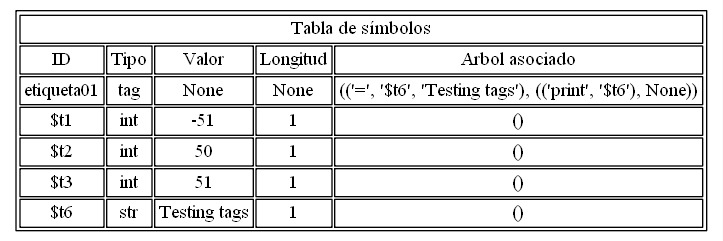 Tabla de símbolos
ID Tipo Valor Longitud Arbol asociado
etiqueta01 tag None None (('=', '$t6', 'Testing tags'), (('print', '$t6'), None))
$t1 int -51 1 ()
$t2 int 50 1 ()
$t3 int 51 1 ()
$t6 str Testing tags 1 ()